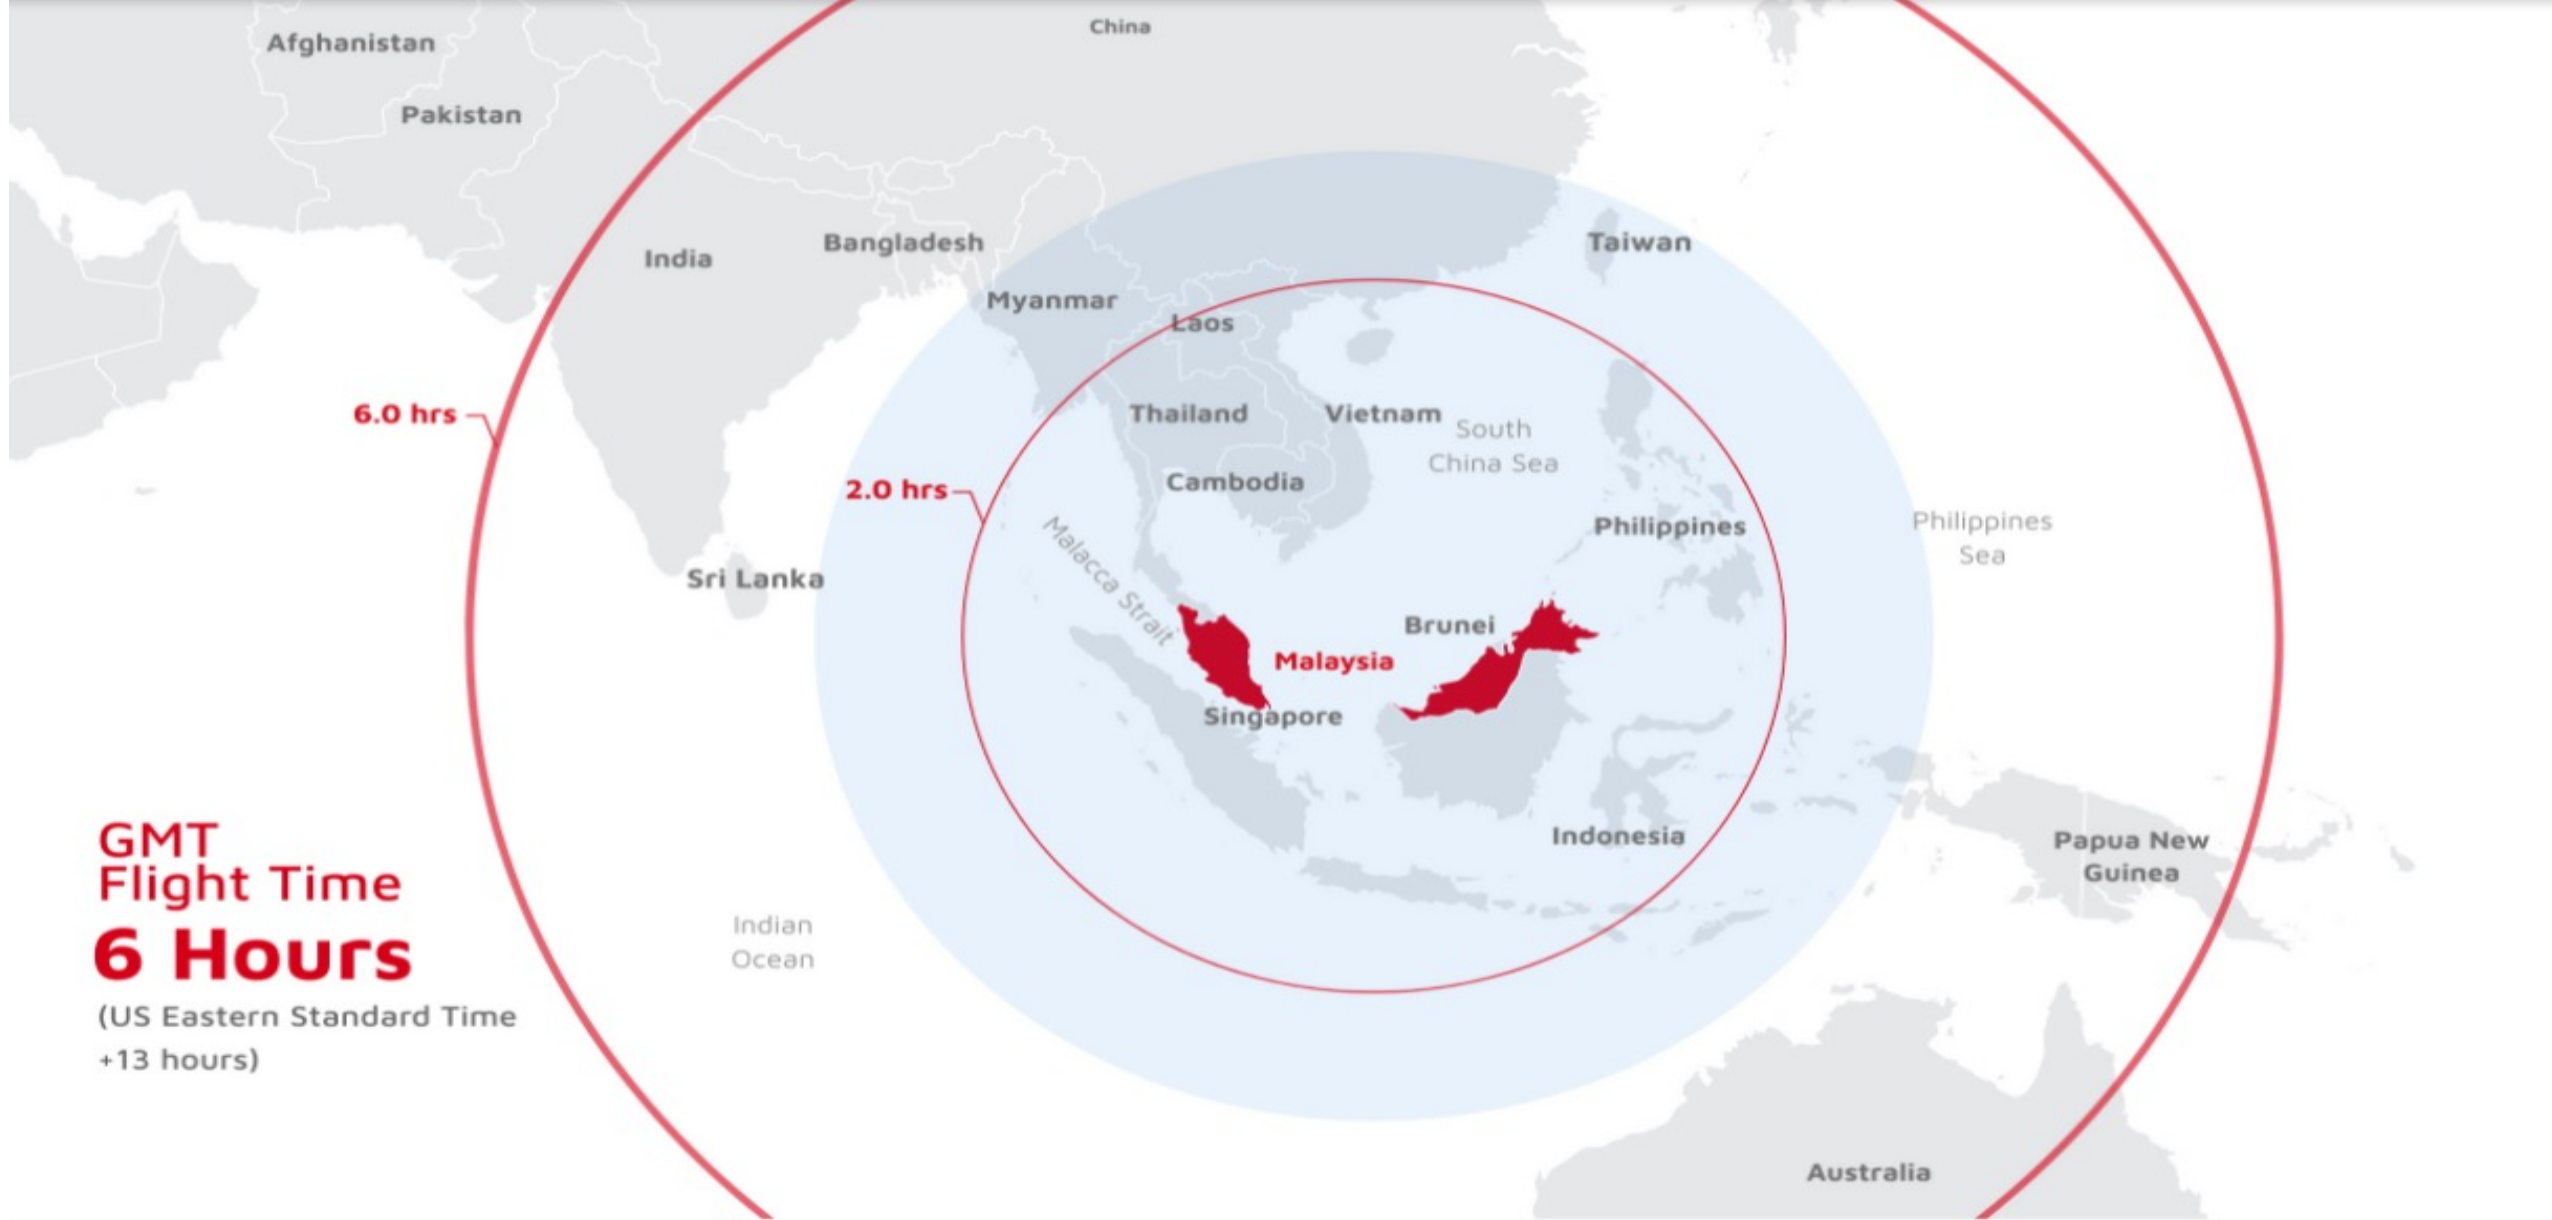 China
Afghanistan
Pakistan
India
Bangladesh
Taiwan
Myanmar
Laos
6.0 hrs
Thailand
Vietnam
South
China Sea
Cambodia
2.0 hrs
Malacca Strait
Philippines
Philippines
Sea
Sri Lanka
Brunei
Malaysia
Singapore
Indonesia
Papua New
Guinea
GMT
Flight Time
6 Hours
(US Eastern Standard Time
+13 hours)
Indian
Ocean
Australia